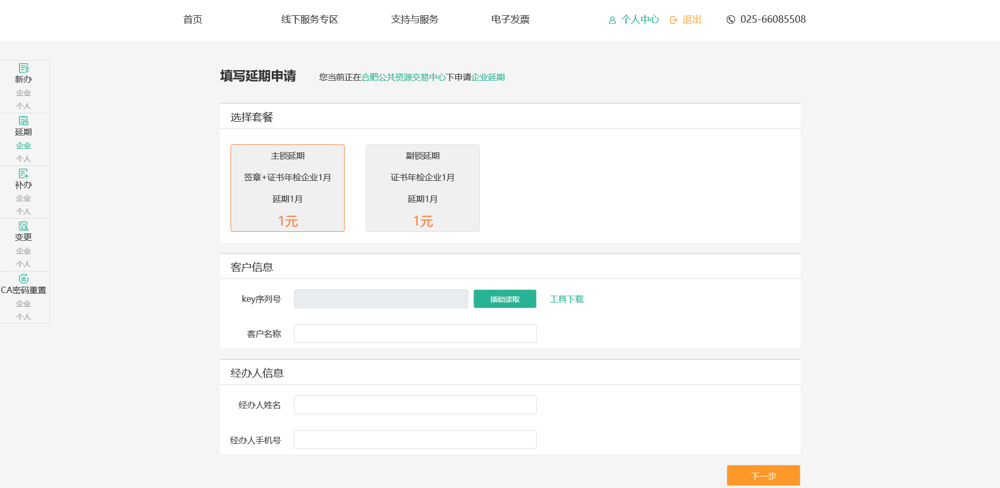 首页 线下服务专区 支持与服务 电子发票 个人中心 退出 025-66085508
新办
企业
个人
延期
企业
个人
补办
企业
个人
变更
企业
个人
CA密码重置
企业
个人
填写延期申请 您当前正在合肥公共资源交易中心下申请企业延期
选择套餐
主锁延期
签章+证书年检企业1月
延期1月
1元
副锁延期
证书年检企业1月
延期1月
1元
客户信息
key序列号 插锁读取 工具下载
客户名称
经办人信息
经办人姓名
经办人手机号
下一步